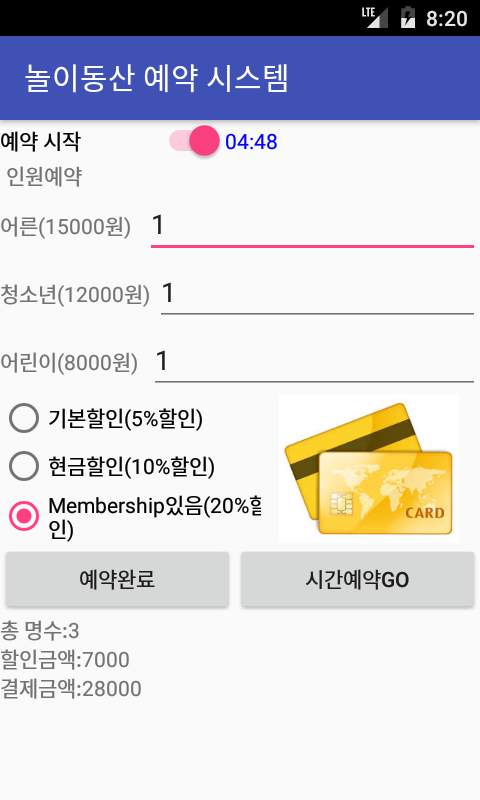 LTE 8:20
놀이동산 예약 시스템
예약 시작 04:48
인원예약
어른(15000원) 1
청소년(12000원) 1
어린이(8000원) 1
기본할인(5%할인)
현금할인(10%할인)
Membership있음(20%할
인)
CARD
예약완료 시간예약GO
총 명수:3
할인금액:7000
결제금액:28000